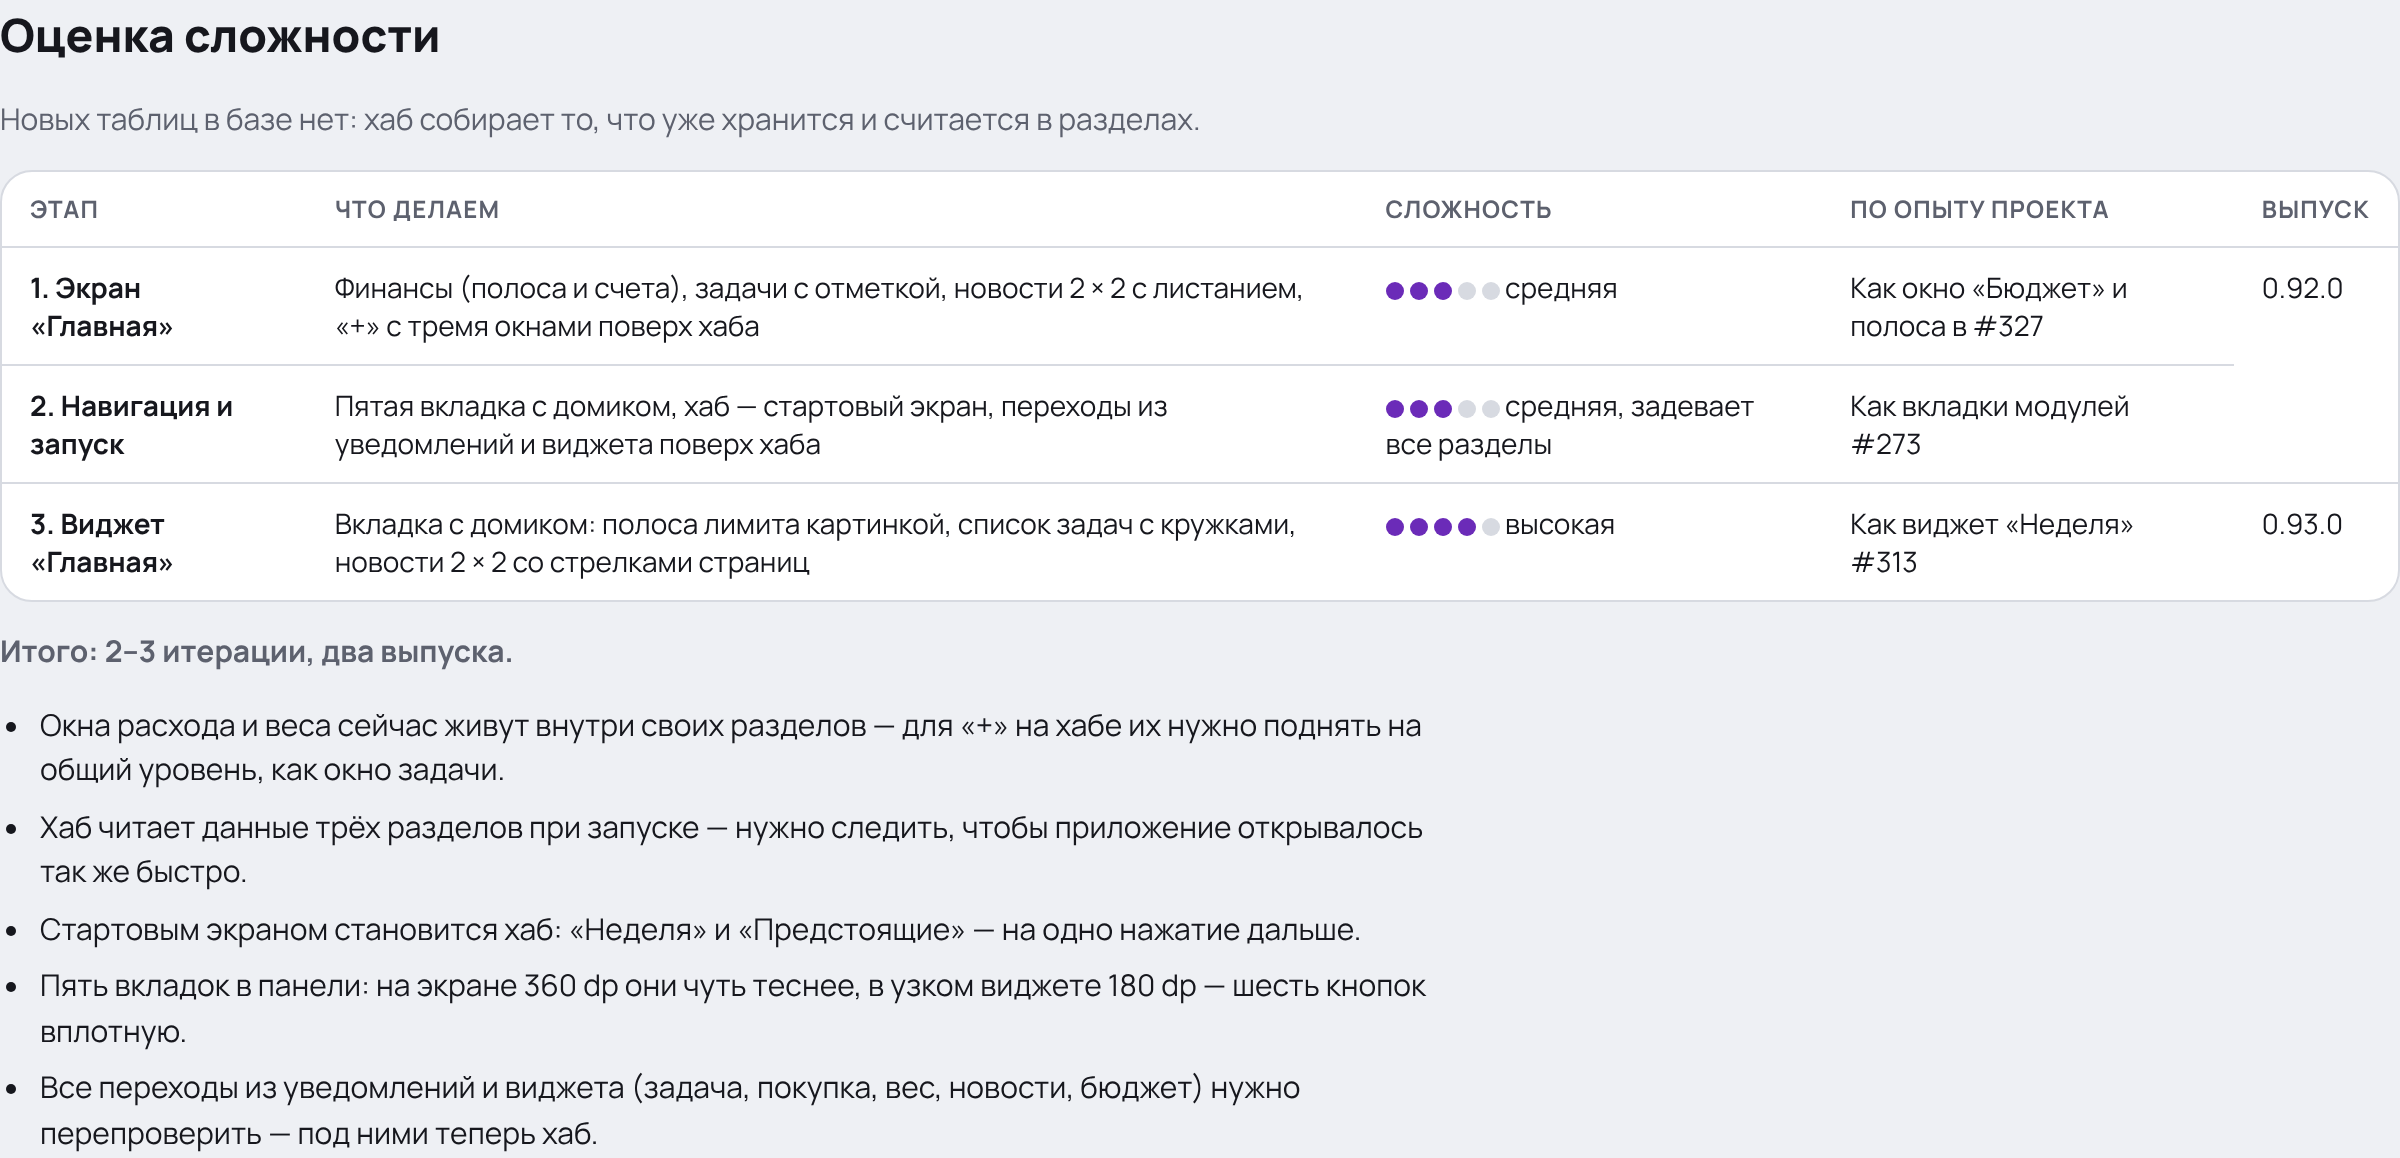 Оценка сложности
Новых таблиц в базе нет: хаб собирает то, что уже хранится и считается в разделах.
ЭТАП ЧТО ДЕЛАЕМ СЛОЖНОСТЬ ПО ОПЫТУ ПРОЕКТА ВЫПУСК
1. Экран «Главная»
Финансы (полоса и счета), задачи с отметкой, новости 2 × 2 с листанием,
«+» с тремя окнами поверх хаба
средняя
Как окно «Бюджет» и
полоса в #327
0.92.0
2. Навигация и
запуск
Пятая вкладка с домиком, хаб — стартовый экран, переходы из
уведомлений и виджета поверх хаба
средняя, задевает
все разделы
Как вкладки модулей
#273
3. Виджет
«Главная»
Вкладка с домиком: полоса лимита картинкой, список задач с кружками,
новости 2 × 2 со стрелками страниц
высокая
Как виджет «Неделя»
#313
0.93.0
Итого: 2–3 итерации, два выпуска.
• Окна расхода и веса сейчас живут внутри своих разделов — для «+» на хабе их нужно поднять на
общий уровень, как окно задачи.
• Хаб читает данные трёх разделов при запуске — нужно следить, чтобы приложение открывалось
так же быстро.
• Стартовым экраном становится хаб: «Неделя» и «Предстоящие» — на одно нажатие дальше.
• Пять вкладок в панели: на экране 360 dp они чуть теснее, в узком виджете 180 dp — шесть кнопок
вплотную.
• Все переходы из уведомлений и виджета (задача, покупка, вес, новости, бюджет) нужно
перепроверить — под ними теперь хаб.